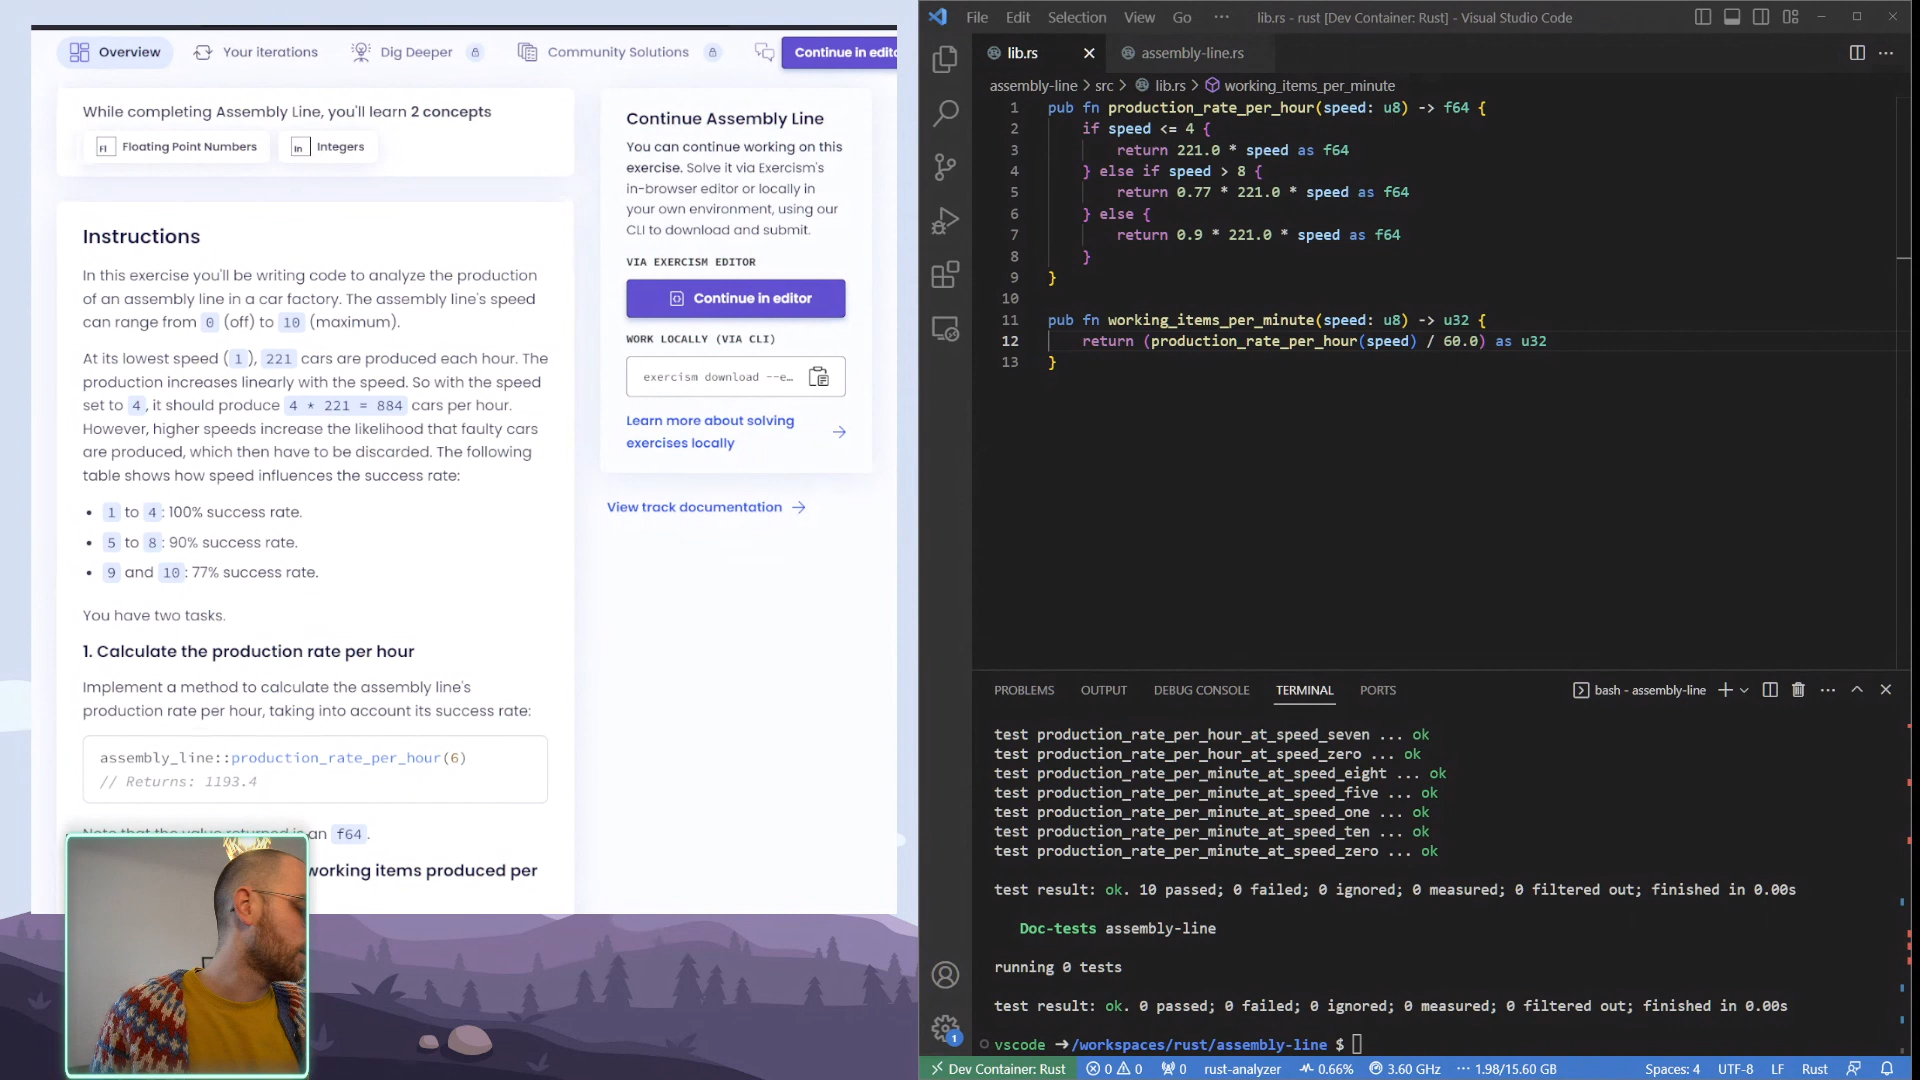 Overview
Your iterations
Dig Deeper
Community Solutions
Continue in edito
While completing Assembly Line, you'll learn 2 concepts
Fl Floating Point Numbers
In Integers
Instructions
In this exercise you'll be writing code to analyze the production
of an assembly line in a car factory. The assembly line's speed
can range from 0 (off) to 10 (maximum).
At its lowest speed (1), 221 cars are produced each hour. The
production increases linearly with the speed. So with the speed
set to 4, it should produce 4 * 221 = 884 cars per hour.
However, higher speeds increase the likelihood that faulty cars
are produced, which then have to be discarded. The following
table shows how speed influences the success rate:
• 1 to 4: 100% success rate.
• 5 to 8: 90% success rate.
• 9 and 10: 77% success rate.
You have two tasks.
1. Calculate the production rate per hour
Implement a method to calculate the assembly line's
production rate per hour, taking into account its success rate:
assembly_line::production_rate_per_hour(6)
// Returns: 1193.4
Note that the value returned is an f64.
working items produced per
Continue Assembly Line
You can continue working on this
exercise. Solve it via Exercism's
in-browser editor or locally in
your own environment, using our
CLI to download and submit.
VIA EXERCISM EDITOR
Continue in editor
WORK LOCALLY (VIA CLI)
exercism download --e…
Learn more about solving
exercises locally
View track documentation
File Edit Selection View Go ··· lib.rs - rust [Dev Container: Rust] - Visual Studio Code
lib.rs
assembly-line.rs
assembly-line > src > lib.rs > working_items_per_minute
1 pub fn production_rate_per_hour(speed: u8) -> f64 {
2 if speed <= 4 {
3 return 221.0 * speed as f64
4 } else if speed > 8 {
5 return 0.77 * 221.0 * speed as f64
6 } else {
7 return 0.9 * 221.0 * speed as f64
8 }
9 }
10
11 pub fn working_items_per_minute(speed: u8) -> u32 {
12 return (production_rate_per_hour(speed) / 60.0) as u32
13 }
PROBLEMS OUTPUT DEBUG CONSOLE TERMINAL PORTS
bash - assembly-line
test production_rate_per_hour_at_speed_seven ... ok
test production_rate_per_hour_at_speed_zero ... ok
test production_rate_per_minute_at_speed_eight ... ok
test production_rate_per_minute_at_speed_five ... ok
test production_rate_per_minute_at_speed_one ... ok
test production_rate_per_minute_at_speed_ten ... ok
test production_rate_per_minute_at_speed_zero ... ok
test result: ok. 10 passed; 0 failed; 0 ignored; 0 measured; 0 filtered out; finished in 0.00s
Doc-tests assembly-line
running 0 tests
test result: ok. 0 passed; 0 failed; 0 ignored; 0 measured; 0 filtered out; finished in 0.00s
vscode → /workspaces/rust/assembly-line $
1
Dev Container: Rust 0 0 0 rust-analyzer 0.66% 3.60 GHz ··· 1.98/15.60 GB Spaces: 4 UTF-8 LF Rust